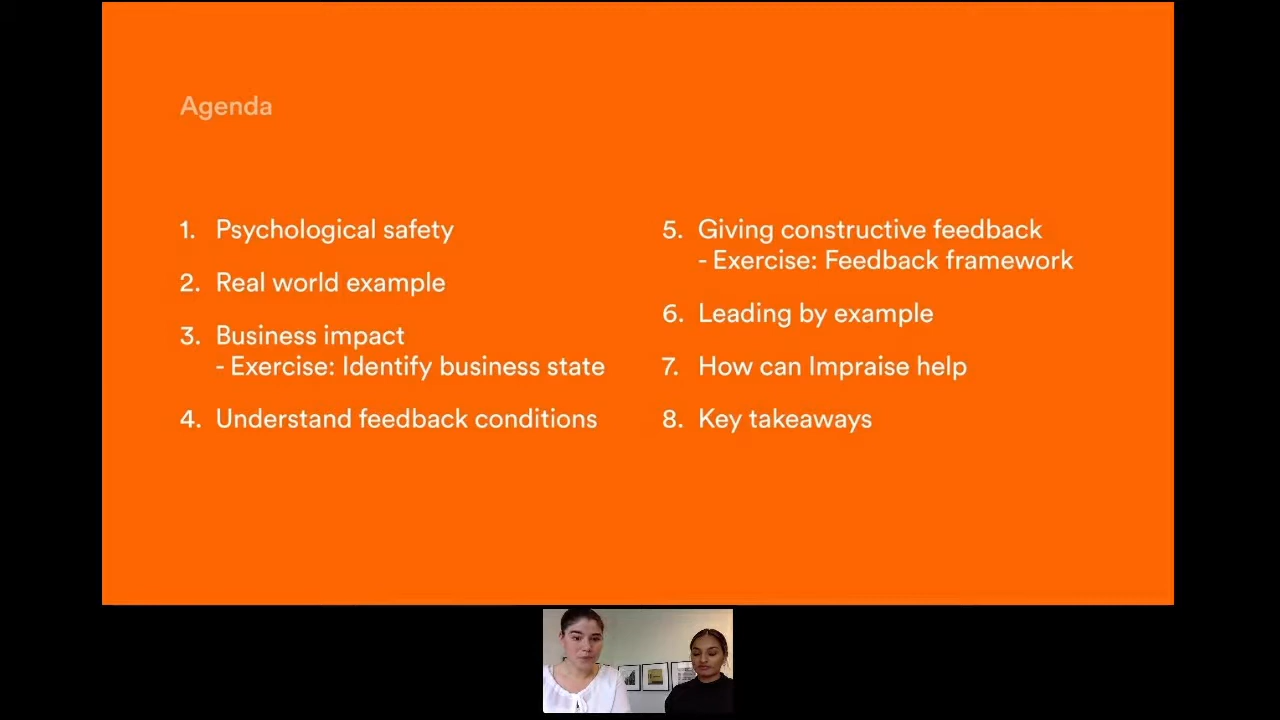 Agenda
1. Psychological safety
2. Real world example
3. Business impact
- Exercise: Identify business state
4. Understand feedback conditions
5. Giving constructive feedback
- Exercise: Feedback framework
6. Leading by example
7. How can Impraise help
8. Key takeaways